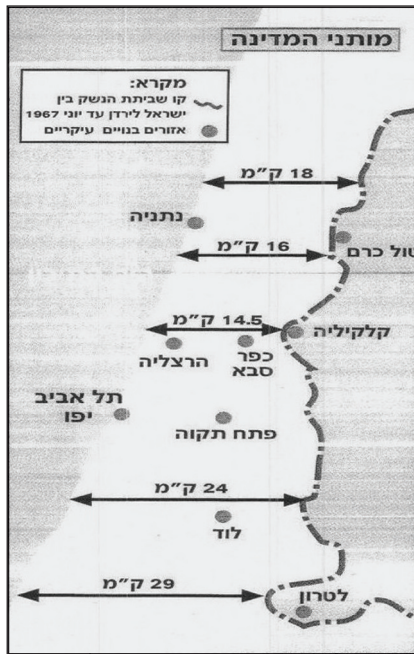 מותני המדינה
מקרא:
קו שביתת הנשק בין
ישראל לירדן עד יוני 1967
אזורים בנויים עיקריים
18 ק"מ
נתניה
טול כרם
16 ק"מ
14.5 ק"מ
קלקיליה
כפר
סבא
הרצליה
תל אביב
יפו
פתח תקוה
24 ק"מ
לוד
29 ק"מ
לטרון